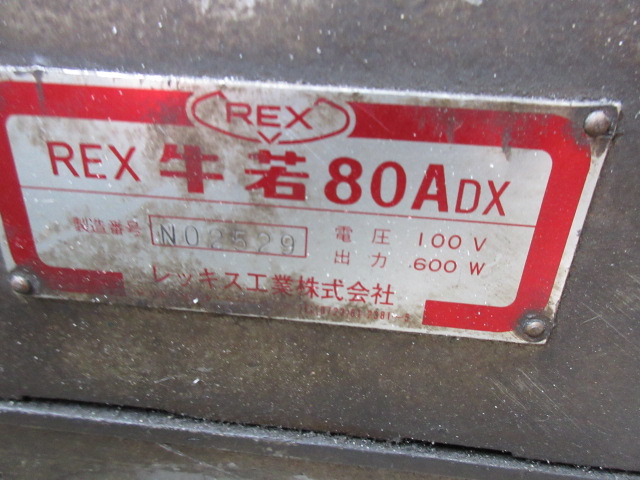 REX
REX 牛若 80ADX
製造番号 N02529
電圧 100V
出力 600W
レッキス工業株式会社